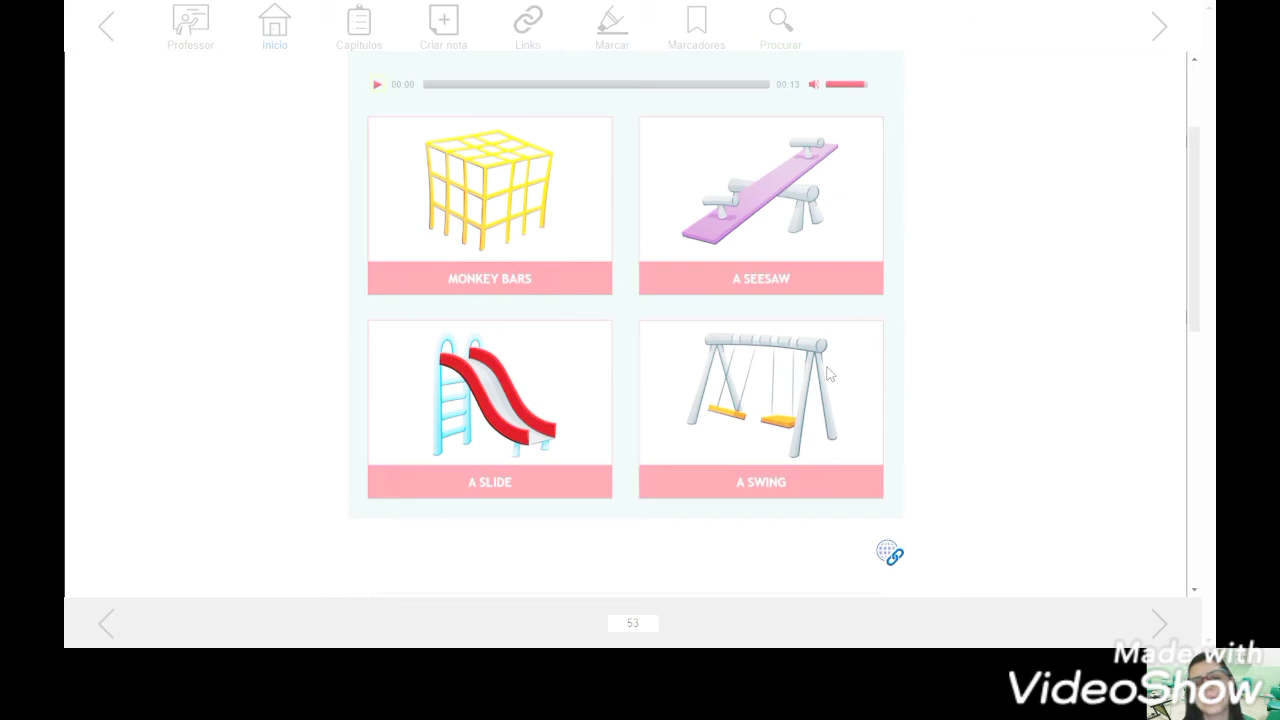 Professor
Inicio
Capítulos
Criar nota
Links
Marcar
Marcadores
Procurar
00:00
00:13
MONKEY BARS
A SEESAW
A SLIDE
A SWING
53
Made with
VideoShow